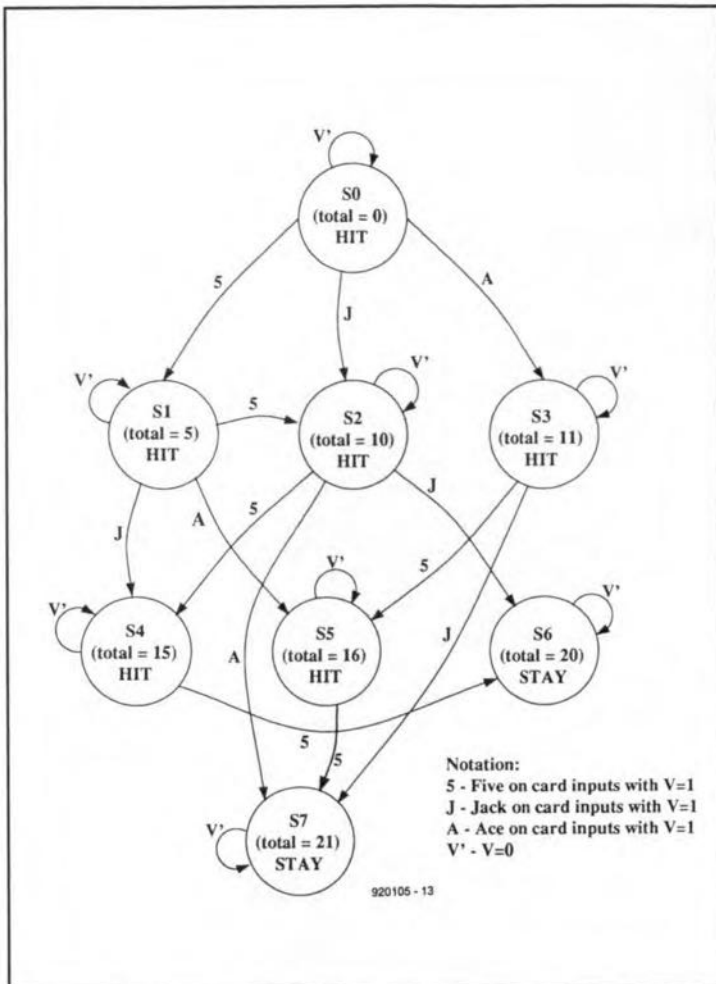 V'
S0
(total = 0)
HIT
5
J
A
V'
S1
(total = 5)
HIT
5
V'
S2
(total = 10)
HIT
V'
S3
(total = 11)
HIT
J
A
5
J
5
V'
S4
(total = 15)
HIT
V'
S5
(total = 16)
HIT
A
J
V'
S6
(total = 20)
STAY
5
5
V'
S7
(total = 21)
STAY
Notation:
5 - Five on card inputs with V=1
J - Jack on card inputs with V=1
A - Ace on card inputs with V=1
V' - V=0
920105 - 13